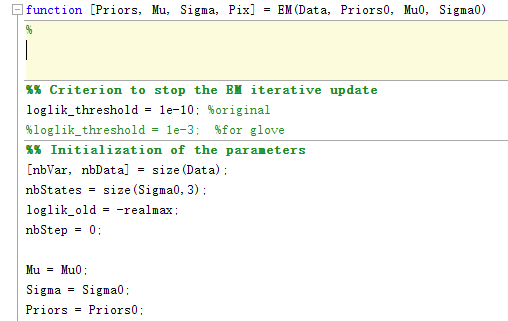 function [Priors, Mu, Sigma, Pix] = EM(Data, Priors0, Mu0, Sigma0)
%
%% Criterion to stop the EM iterative update
loglik_threshold = 1e-10; %original
%loglik_threshold = 1e-3;  %for glove
%% Initialization of the parameters
[nbVar, nbData] = size(Data);
nbStates = size(Sigma0,3);
loglik_old = -realmax;
nbStep = 0;
Mu = Mu0;
Sigma = Sigma0;
Priors = Priors0;